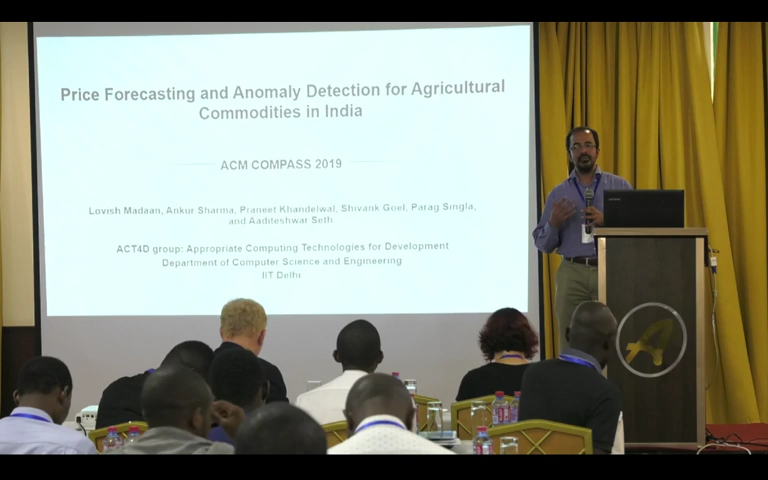 Price Forecasting and Anomaly Detection for Agricultural
Commodities in India
ACM COMPASS 2019
Lovish Madaan, Ankur Sharma, Praneet Khandelwal, Shivank Goel, Parag Singla,
and Aaditeshwar Seth
ACT4D group: Appropriate Computing Technologies for Development
Department of Computer Science and Engineering
IIT Delhi